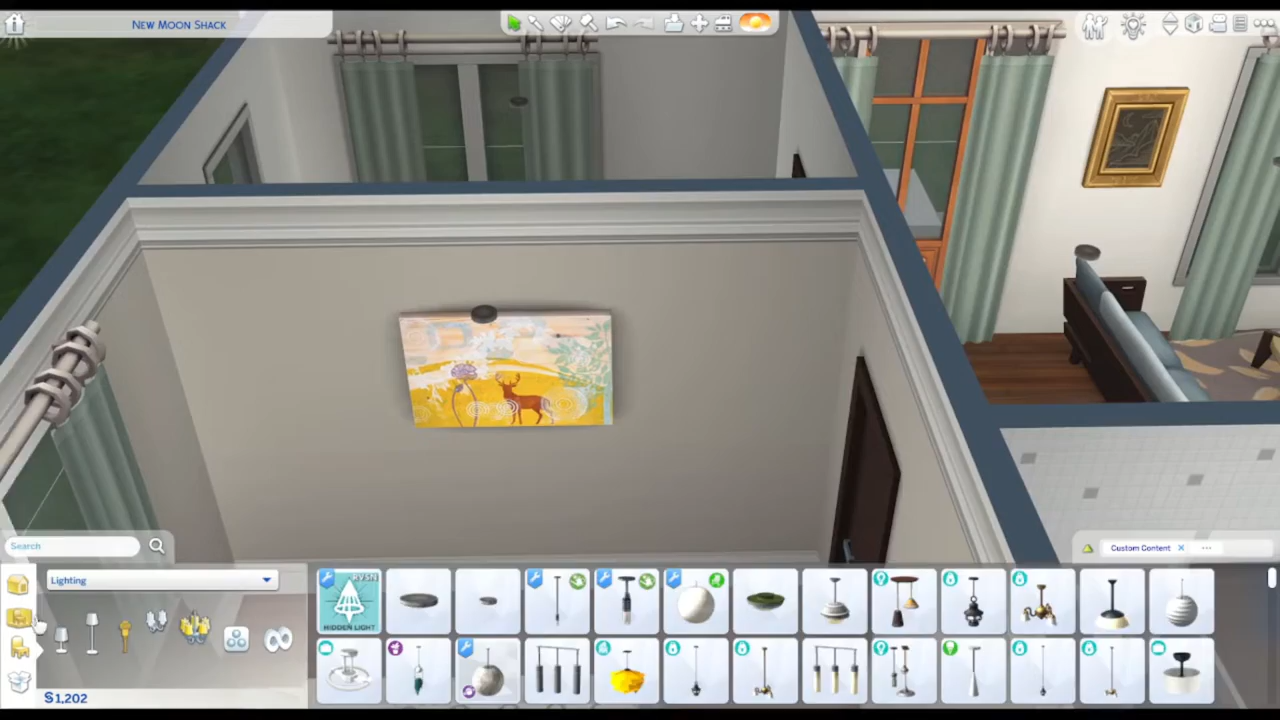 New Moon Shack
Search
Custom Content
Lighting
RVSN
HIDDEN LIGHT
§1,202